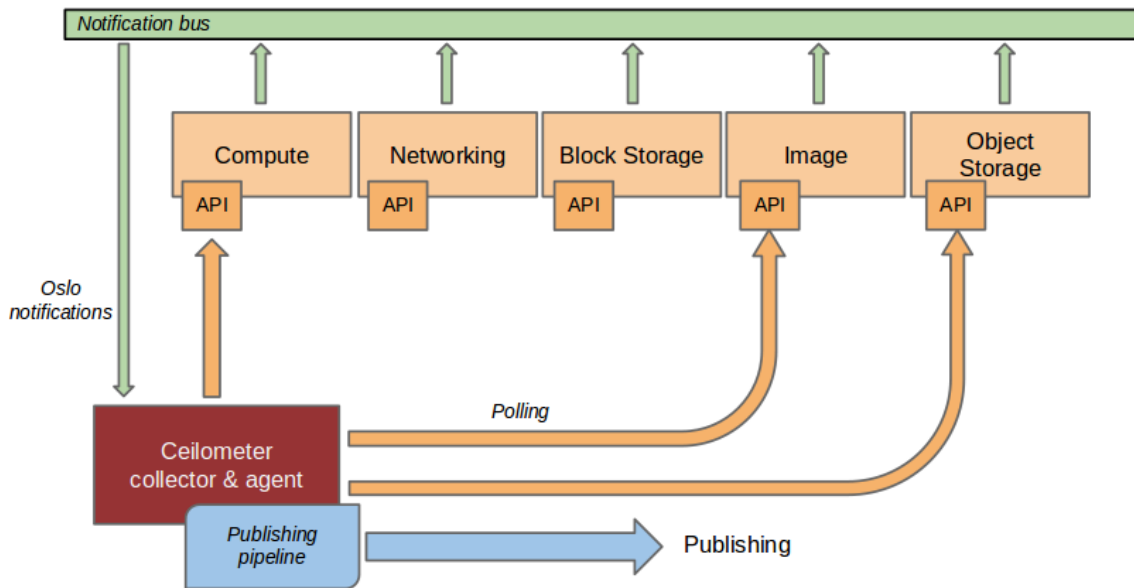 Notification bus
Compute
Networking
Block Storage
Image
Object
Storage
API
API
API
API
API
Oslo
notifications
Polling
Ceilometer
collector & agent
Publishing
pipeline
Publishing